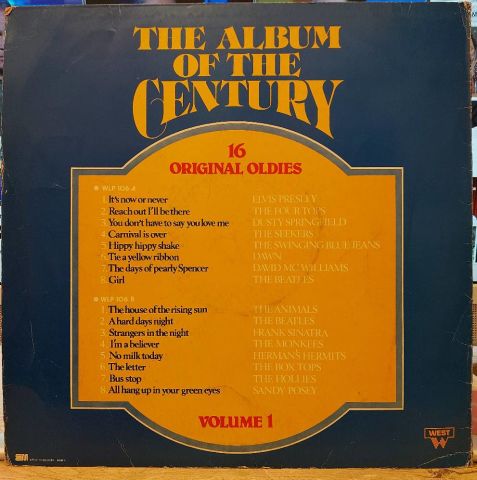 THE ALBUM
OF THE
CENTURY
16
ORIGINAL OLDIES
WLP 106 A
1 It's now or never ELVIS PRESLEY
2 Reach out I'll be there THE FOUR TOPS
3 You don't have to say you love me DUSTY SPRINGFIELD
4 Carnival is over THE SEEKERS
5 Hippy hippy shake THE SWINGING BLUE JEANS
6 Tie a yellow ribbon DAWN
7 The days of pearly Spencer DAVID MC WILLIAMS
8 Girl THE BEATLES
WLP 106 B
1 The house of the rising sun THE ANIMALS
2 A hard days night THE BEATLES
3 Strangers in the night FRANK SINATRA
4 I'm a believer THE MONKEES
5 No milk today HERMAN'S HERMITS
6 The letter THE BOX TOPS
7 Bus stop THE HOLLIES
8 All hang up in your green eyes SANDY POSEY
VOLUME 1
WEST
W